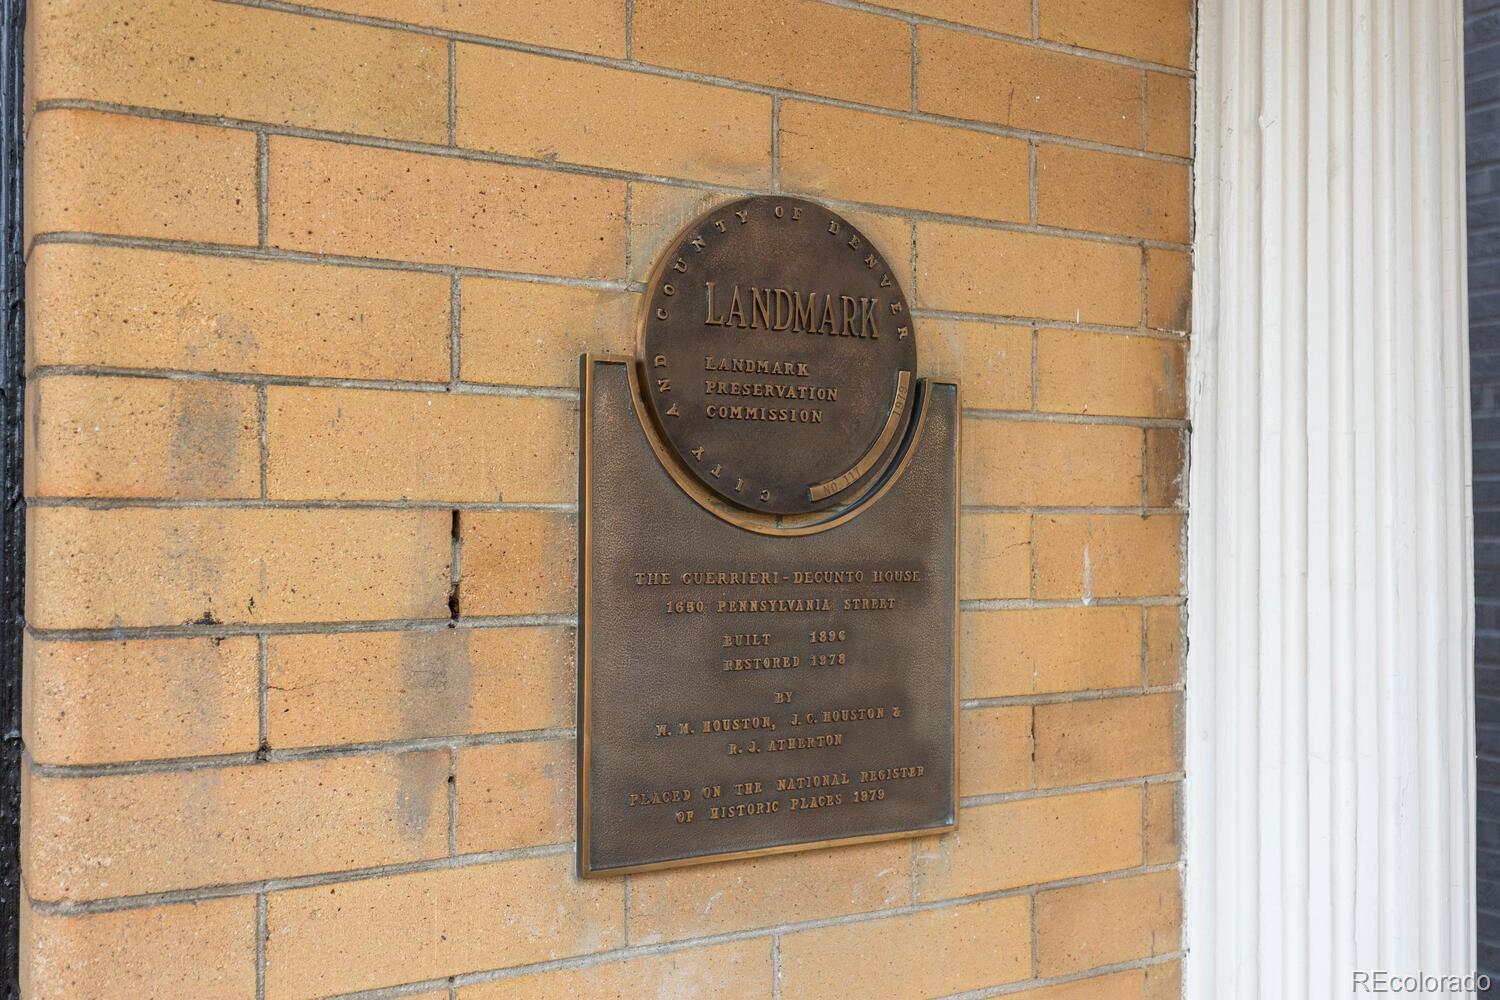 CITY AND COUNTY OF DENVER
LANDMARK
LANDMARK
PRESERVATION
COMMISSION
1979
NO. 117
THE GUERRIERI-DECUNTO HOUSE
1650 PENNSYLVANIA STREET
BUILT 1896
RESTORED 1978
BY
W. M. HOUSTON, J. C. HOUSTON &
R. J. ATHERTON
PLACED ON THE NATIONAL REGISTER
OF HISTORIC PLACES 1979
REcolorado